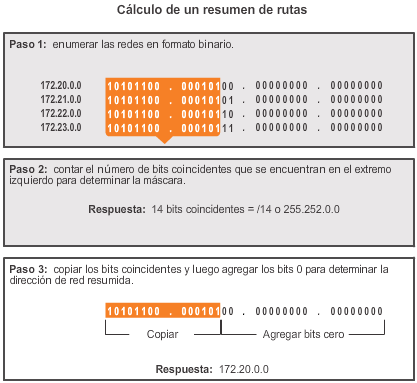 Cálculo de un resumen de rutas
Paso 1: enumerar las redes en formato binario.
172.20.0.0 10101100 . 00010100 . 00000000 . 00000000
172.21.0.0 10101100 . 00010101 . 00000000 . 00000000
172.22.0.0 10101100 . 00010110 . 00000000 . 00000000
172.23.0.0 10101100 . 00010111 . 00000000 . 00000000
Paso 2: contar el número de bits coincidentes que se encuentran en el extremo
izquierdo para determinar la máscara.
Respuesta: 14 bits coincidentes = /14 o 255.252.0.0
Paso 3: copiar los bits coincidentes y luego agregar los bits 0 para determinar la
dirección de red resumida.
10101100 . 00010100 . 00000000 . 00000000
Copiar Agregar bits cero
Respuesta: 172.20.0.0